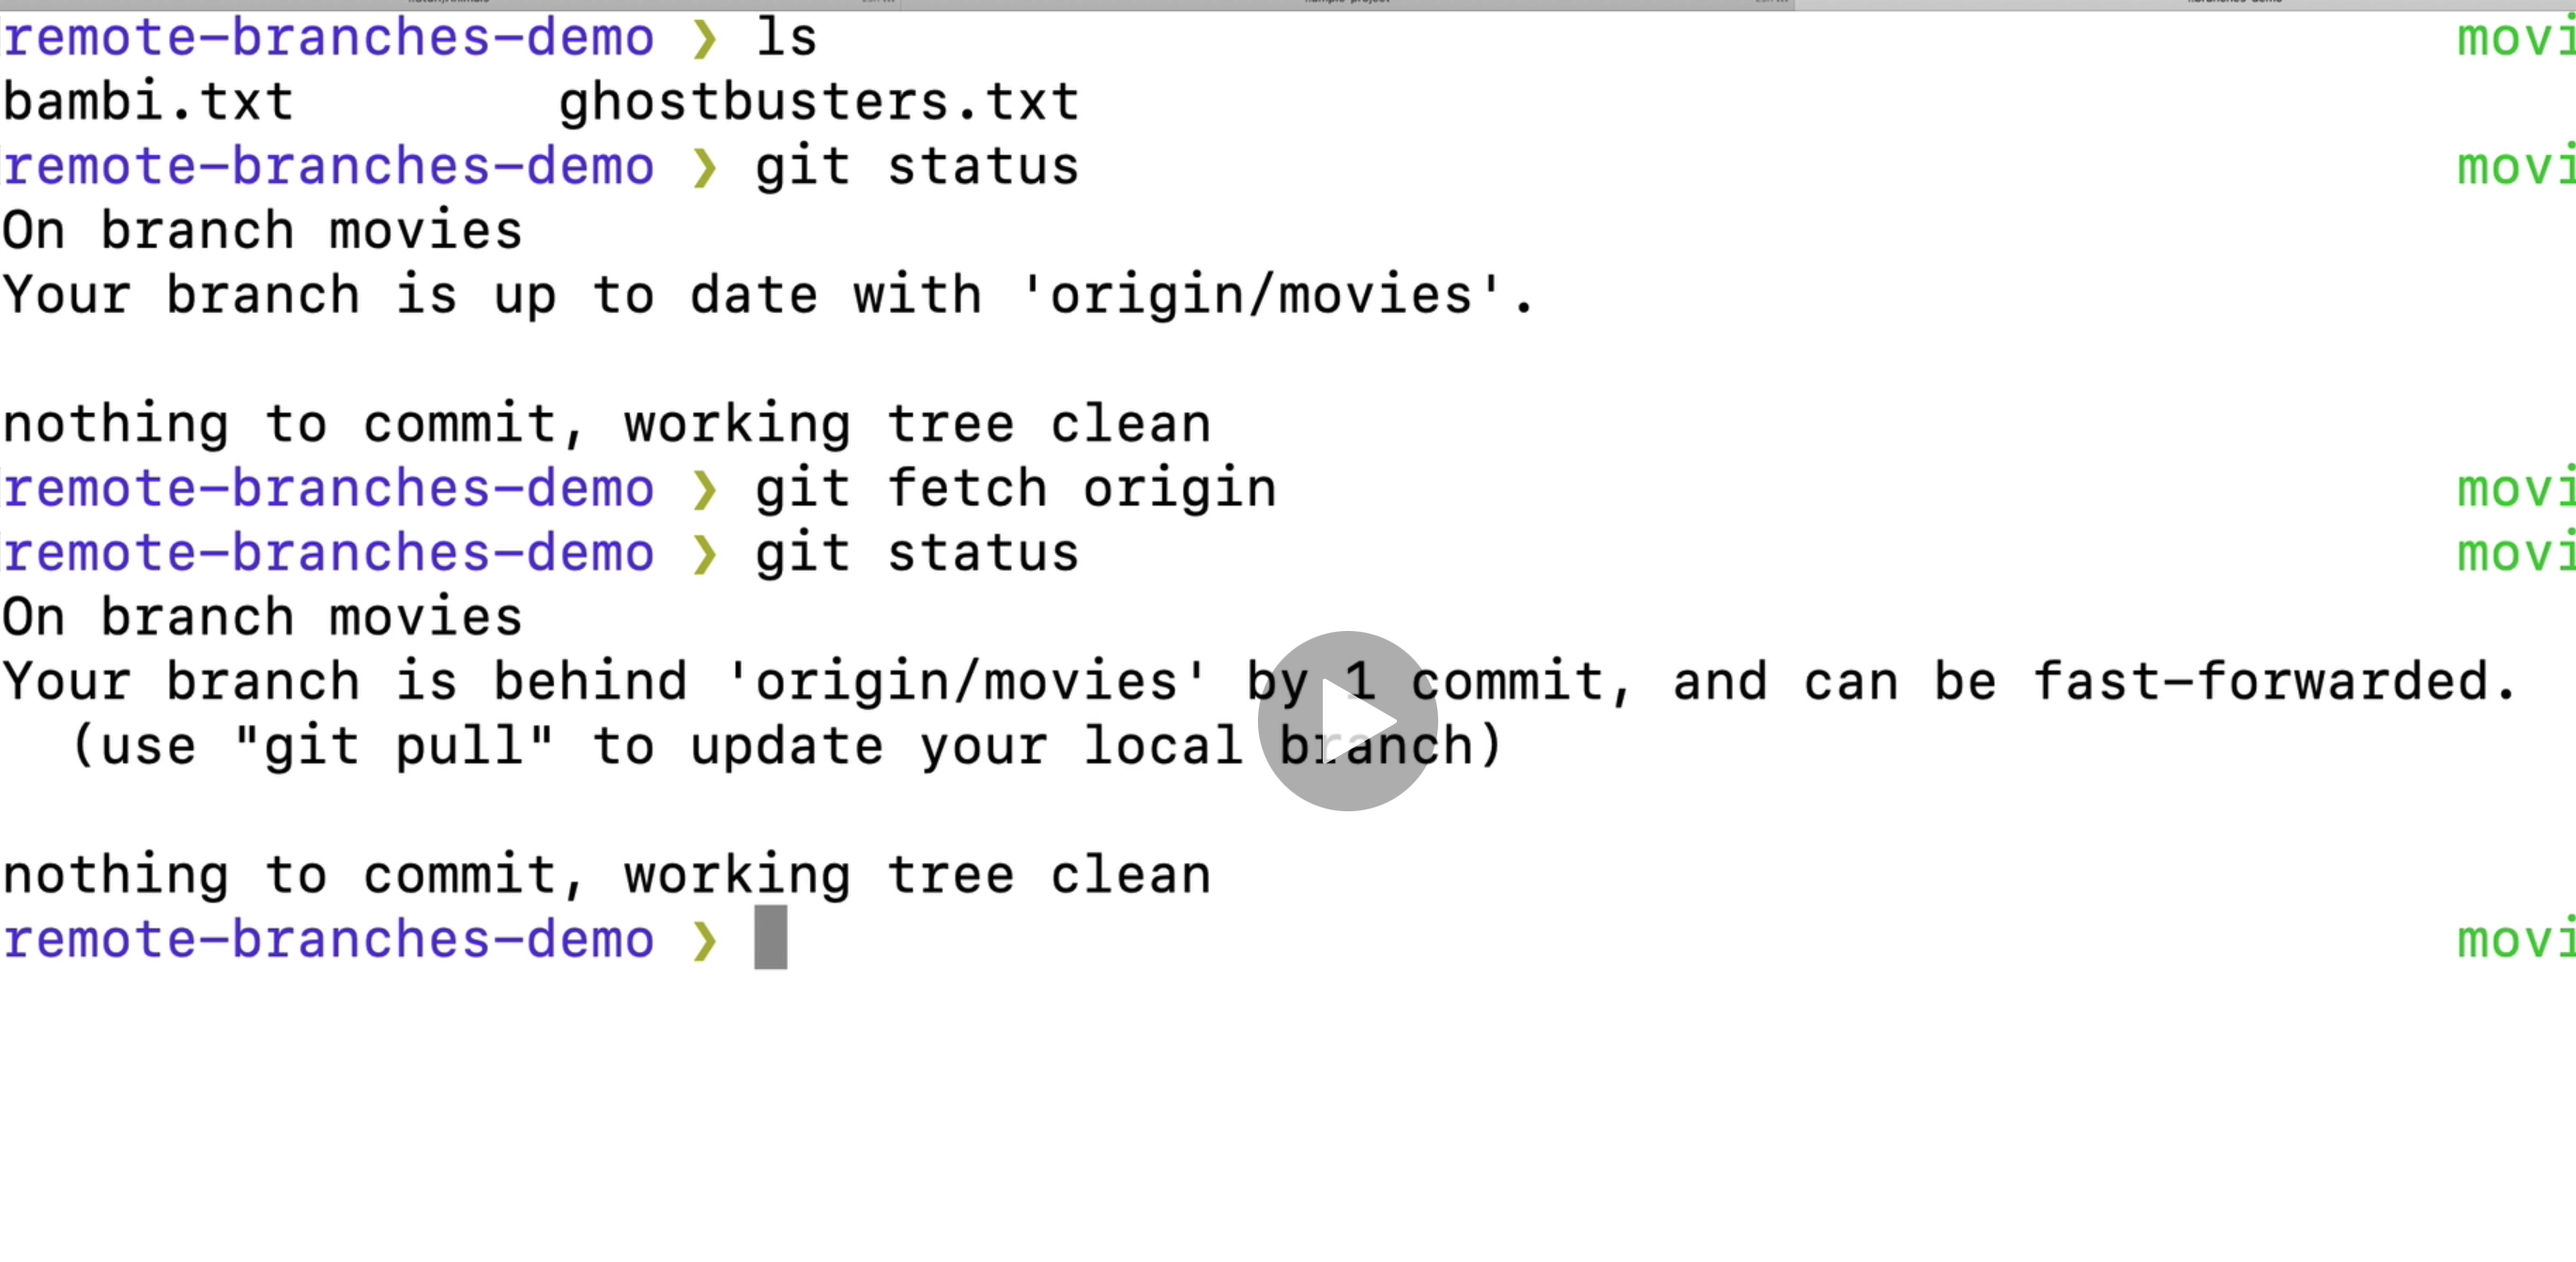 remote-branches-demo ❯ ls movi
bambi.txt ghostbusters.txt
remote-branches-demo ❯ git status movi
On branch movies
Your branch is up to date with 'origin/movies'.
nothing to commit, working tree clean
remote-branches-demo ❯ git fetch origin movi
remote-branches-demo ❯ git status movi
On branch movies
Your branch is behind 'origin/movies' by 1 commit, and can be fast-forwarded.
(use "git pull" to update your local branch)
nothing to commit, working tree clean
remote-branches-demo ❯ movi